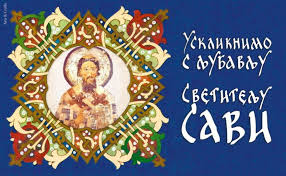 Ускликнимо
с љубављу
Светитељу
САВИ